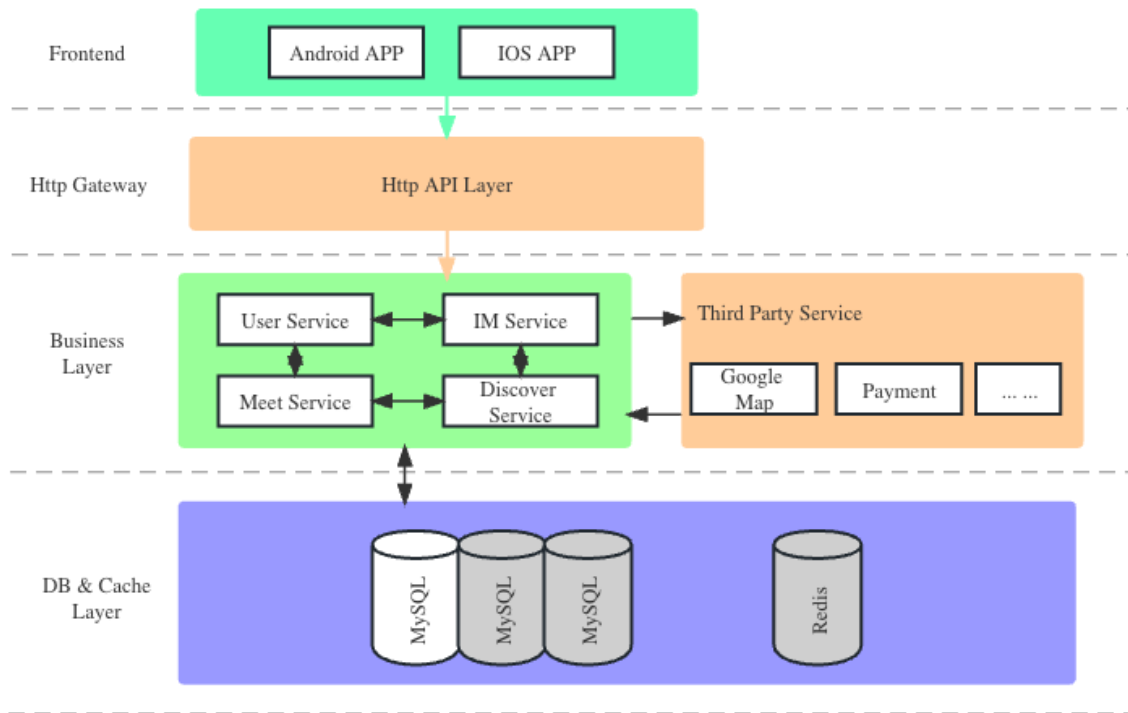 Frontend
Android APP
IOS APP
Http Gateway
Http API Layer
Business
Layer
User Service
IM Service
Meet Service
Discover
Service
Third Party Service
Google
Map
Payment
... ...
DB & Cache
Layer
MySQL
MySQL
MySQL
Redis